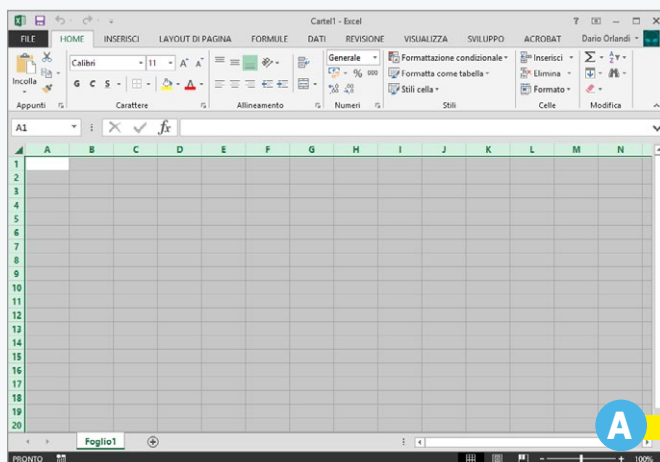 Cartel1 - Excel
FILE HOME INSERISCI LAYOUT DI PAGINA FORMULE DATI REVISIONE VISUALIZZA SVILUPPO ACROBAT Dario Orlandi
Calibri 11 A A Generale Formattazione condizionale Inserisci
Incolla % 000 Formatta come tabella Elimina
G C S A Stili cella Formato
Appunti Carattere Allineamento Numeri Stili Celle Modifica
A1 fx
A B C D E F G H I J K L M N
1
2
3
4
5
6
7
8
9
10
11
12
13
14
15
16
17
18
19
20
A
Foglio1
PRONTO 100%